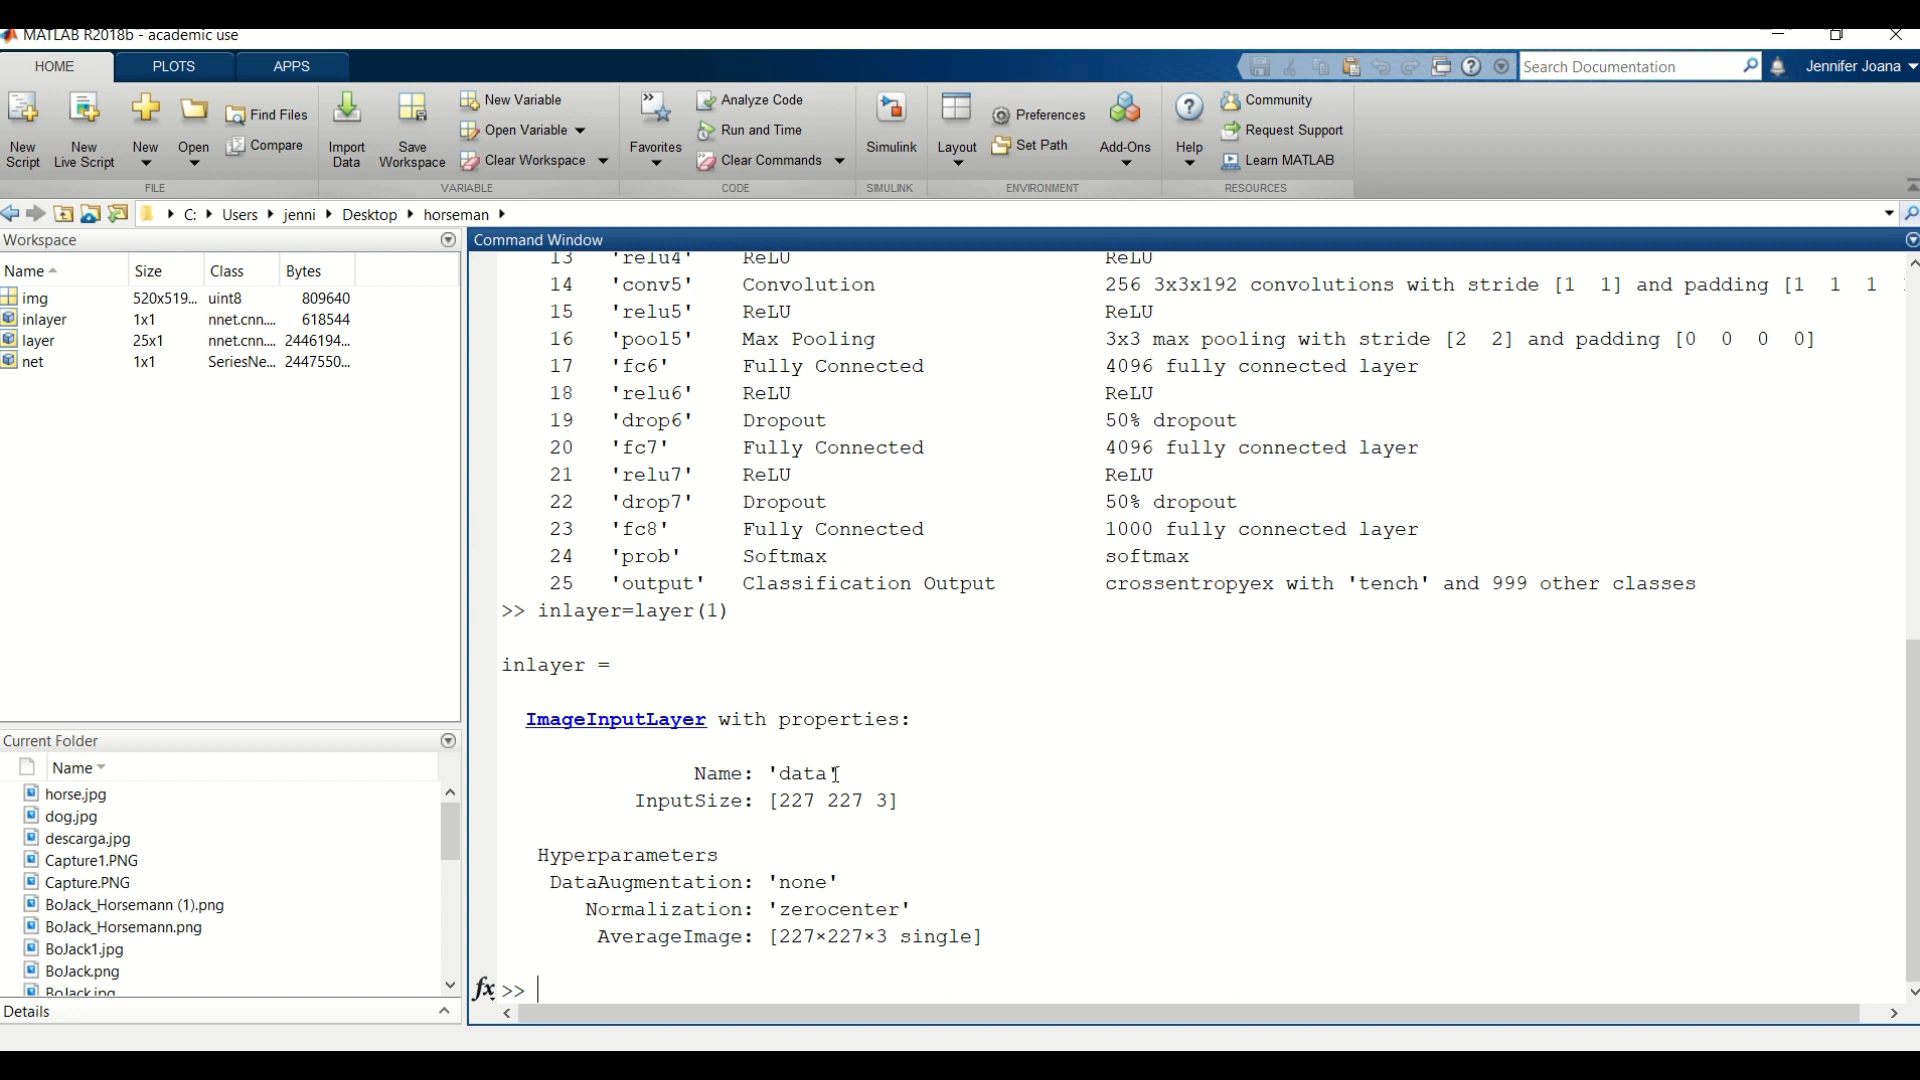 MATLAB R2018b - academic use
HOME PLOTS APPS
Search Documentation
Jennifer Joana
New Script
New Live Script
New
Open
Find Files
Compare
FILE
Import Data
Save Workspace
New Variable
Open Variable
Clear Workspace
VARIABLE
Favorites
Analyze Code
Run and Time
Clear Commands
CODE
Simulink
SIMULINK
Layout
Preferences
Set Path
Add-Ons
ENVIRONMENT
Help
Community
Request Support
Learn MATLAB
RESOURCES
C: Users jenni Desktop horseman
Workspace
Name Size Class Bytes
img 520x519... uint8 809640
inlayer 1x1 nnet.cnn.... 618544
layer 25x1 nnet.cnn.... 2446194...
net 1x1 SeriesNe... 2447550...
Current Folder
Name
horse.jpg
dog.jpg
descarga.jpg
Capture1.PNG
Capture.PNG
BoJack_Horsemann (1).png
BoJack_Horsemann.png
BoJack1.jpg
BoJack.png
BoJack.jpg
Details
Command Window
13 'relu4' ReLU ReLU
14 'conv5' Convolution 256 3x3x192 convolutions with stride [1 1] and padding [1 1 1
15 'relu5' ReLU ReLU
16 'pool5' Max Pooling 3x3 max pooling with stride [2 2] and padding [0 0 0 0]
17 'fc6' Fully Connected 4096 fully connected layer
18 'relu6' ReLU ReLU
19 'drop6' Dropout 50% dropout
20 'fc7' Fully Connected 4096 fully connected layer
21 'relu7' ReLU ReLU
22 'drop7' Dropout 50% dropout
23 'fc8' Fully Connected 1000 fully connected layer
24 'prob' Softmax softmax
25 'output' Classification Output crossentropyex with 'tench' and 999 other classes
>> inlayer=layer(1)
inlayer =
ImageInputLayer with properties:
Name: 'data'
InputSize: [227 227 3]
Hyperparameters
DataAugmentation: 'none'
Normalization: 'zerocenter'
AverageImage: [227×227×3 single]
fx >>